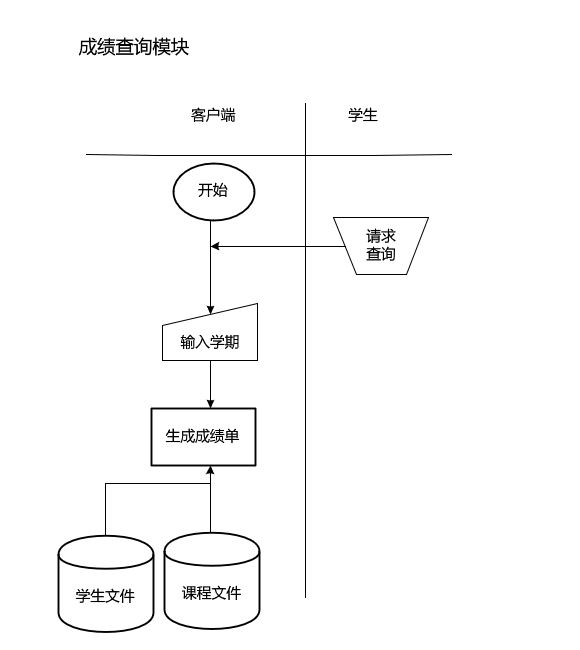 成绩查询模块
客户端
学生
开始
请求
查询
输入学期
生成成绩单
学生文件
课程文件